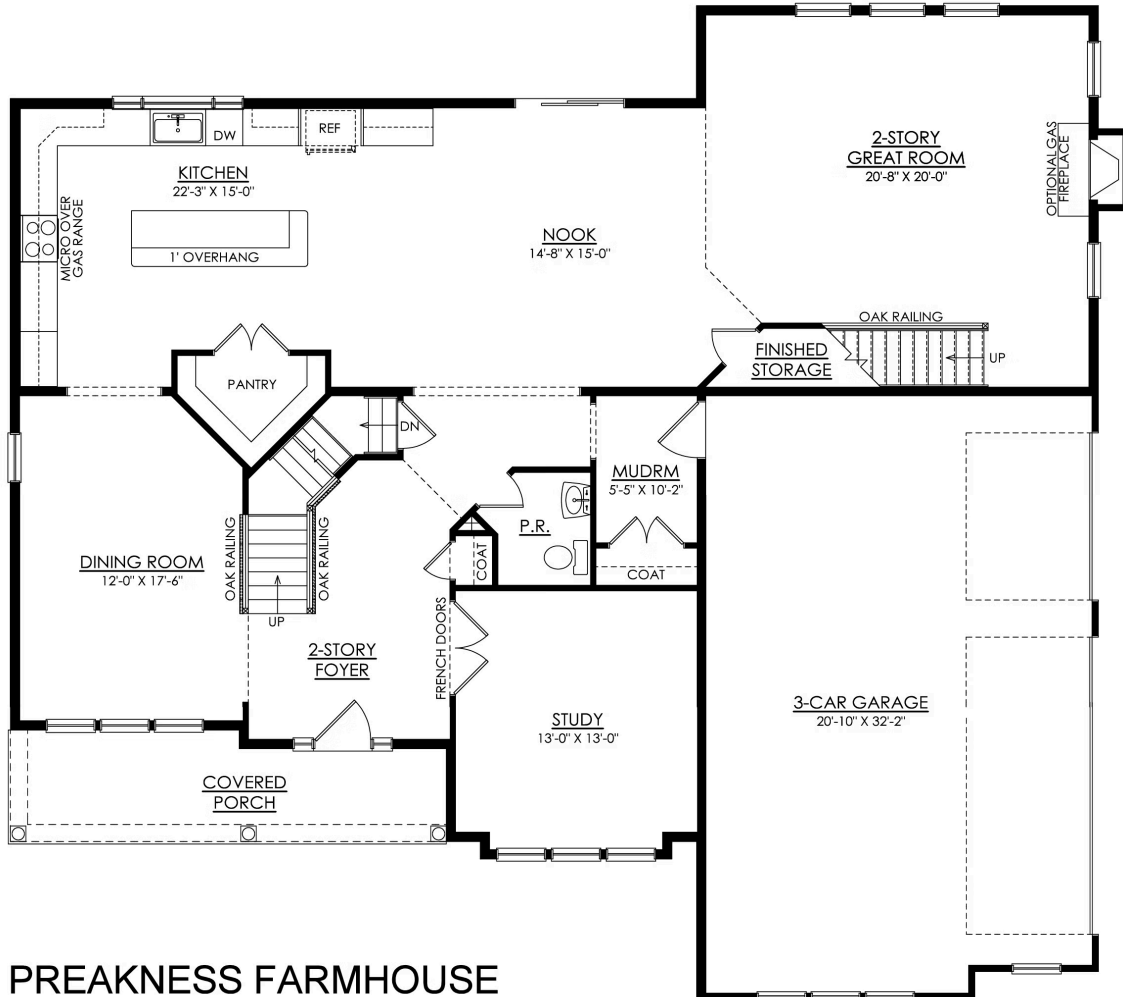 2-STORY
GREAT ROOM
20'-8" X 20'-0"
OPTIONAL GAS
FIREPLACE
DW
REF
KITCHEN
22'-3" X 15'-0"
MICRO OVER
GAS RANGE
1' OVERHANG
NOOK
14'-8" X 15'-0"
OAK RAILING
UP
FINISHED
STORAGE
PANTRY
DN
MUDRM
5'-5" X 10'-2"
P.R.
COAT
COAT
DINING ROOM
12'-0" X 17'-6"
OAK RAILING
OAK RAILING
UP
2-STORY
FOYER
FRENCH DOORS
STUDY
13'-0" X 13'-0"
3-CAR GARAGE
20'-10" X 32'-2"
COVERED
PORCH
PREAKNESS FARMHOUSE